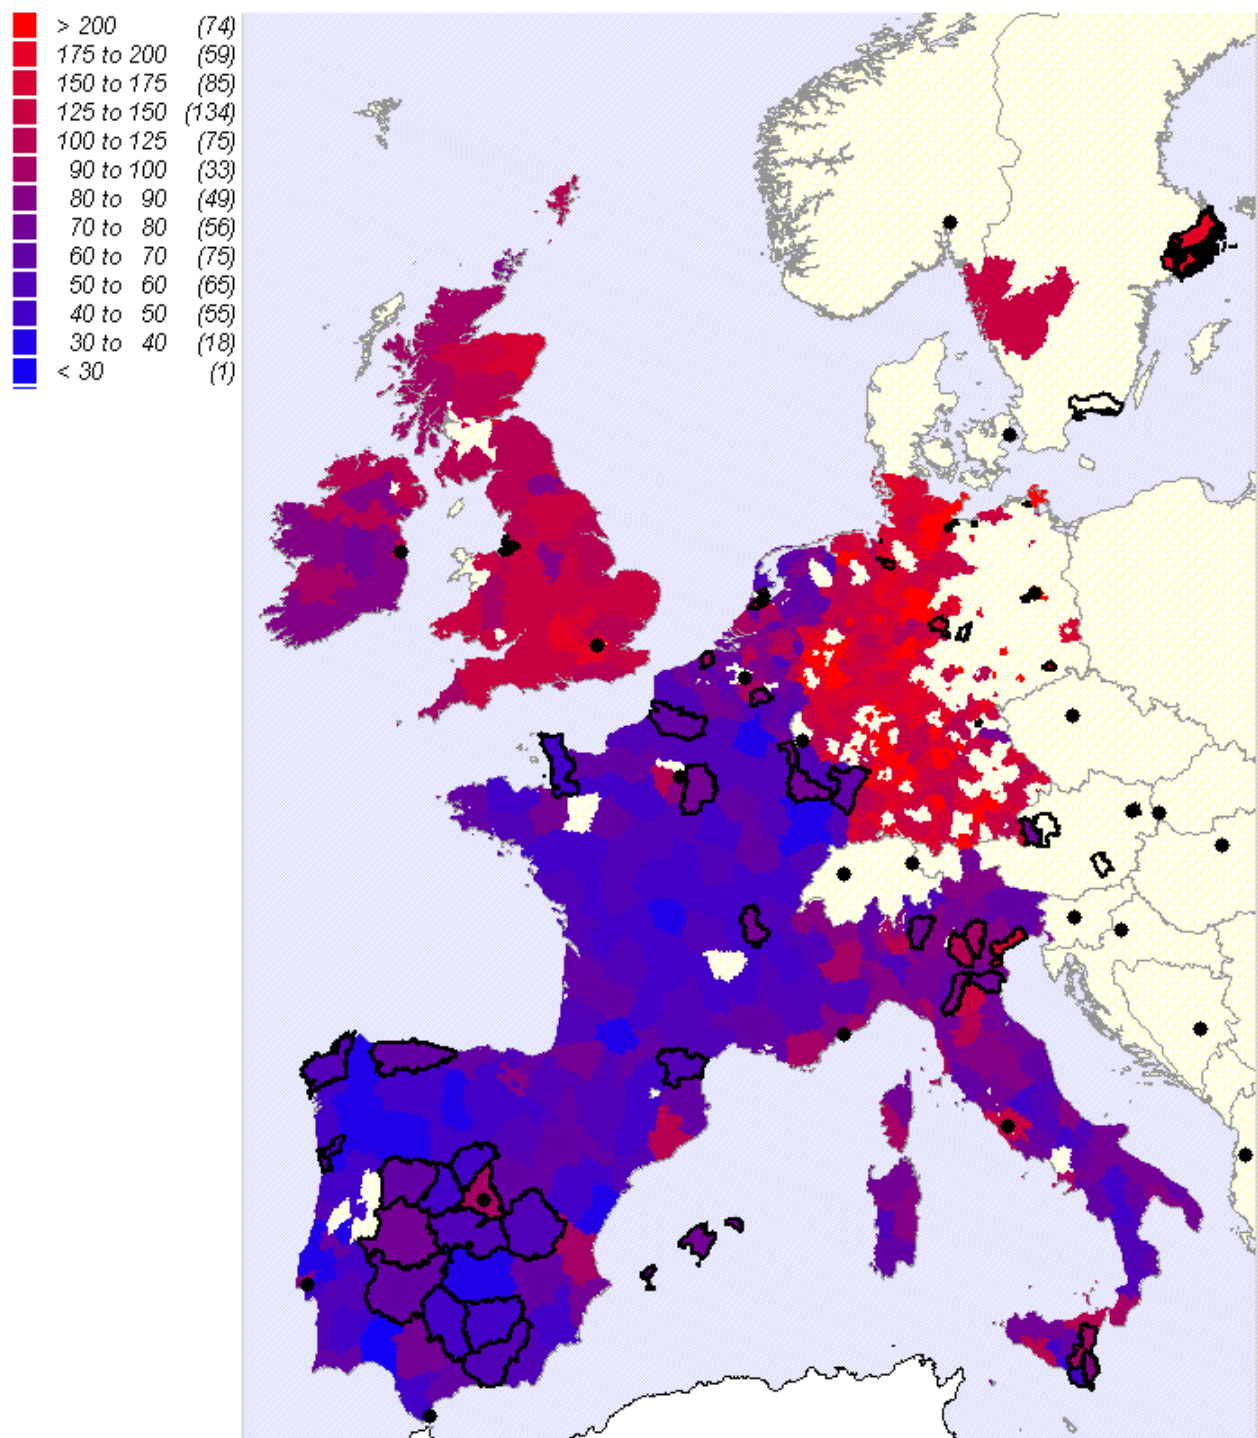 > 200 (74)
175 to 200 (59)
150 to 175 (85)
125 to 150 (134)
100 to 125 (75)
90 to 100 (33)
80 to 90 (49)
70 to 80 (56)
60 to 70 (75)
50 to 60 (65)
40 to 50 (55)
30 to 40 (18)
< 30 (1)